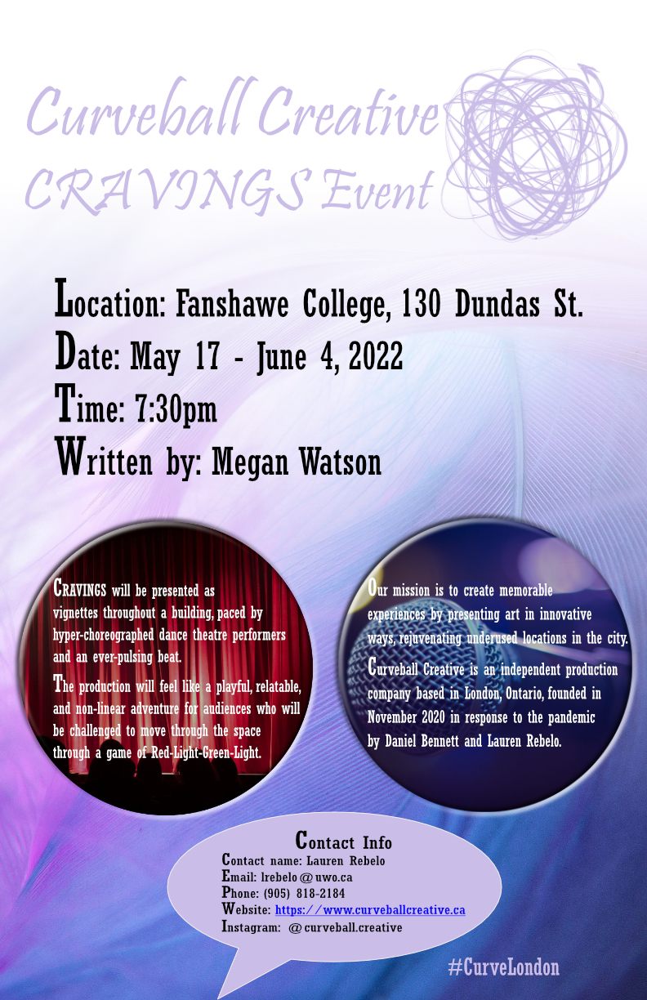 Curveball Creative
CRAVINGS Event
Location: Fanshawe College, 130 Dundas St.
Date: May 17 - June 4, 2022
Time: 7:30pm
Written by: Megan Watson
CRAVINGS will be presented as
vignettes throughout a building, paced by
hyper-choreographed dance theatre performers
and an ever-pulsing beat.
The production will feel like a playful, relatable,
and non-linear adventure for audiences who will
be challenged to move through the space
through a game of Red-Light-Green-Light.
Our mission is to create memorable
experiences by presenting art in innovative
ways, rejuvenating underused locations in the city.
Curveball Creative is an independent production
company based in London, Ontario, founded in
November 2020 in response to the pandemic
by Daniel Bennett and Lauren Rebelo.
Contact Info
Contact name: Lauren Rebelo
Email: lrebelo@uwo.ca
Phone: (905) 818-2184
Website: https://www.curveballcreative.ca
Instagram: @curveball.creative
#CurveLondon